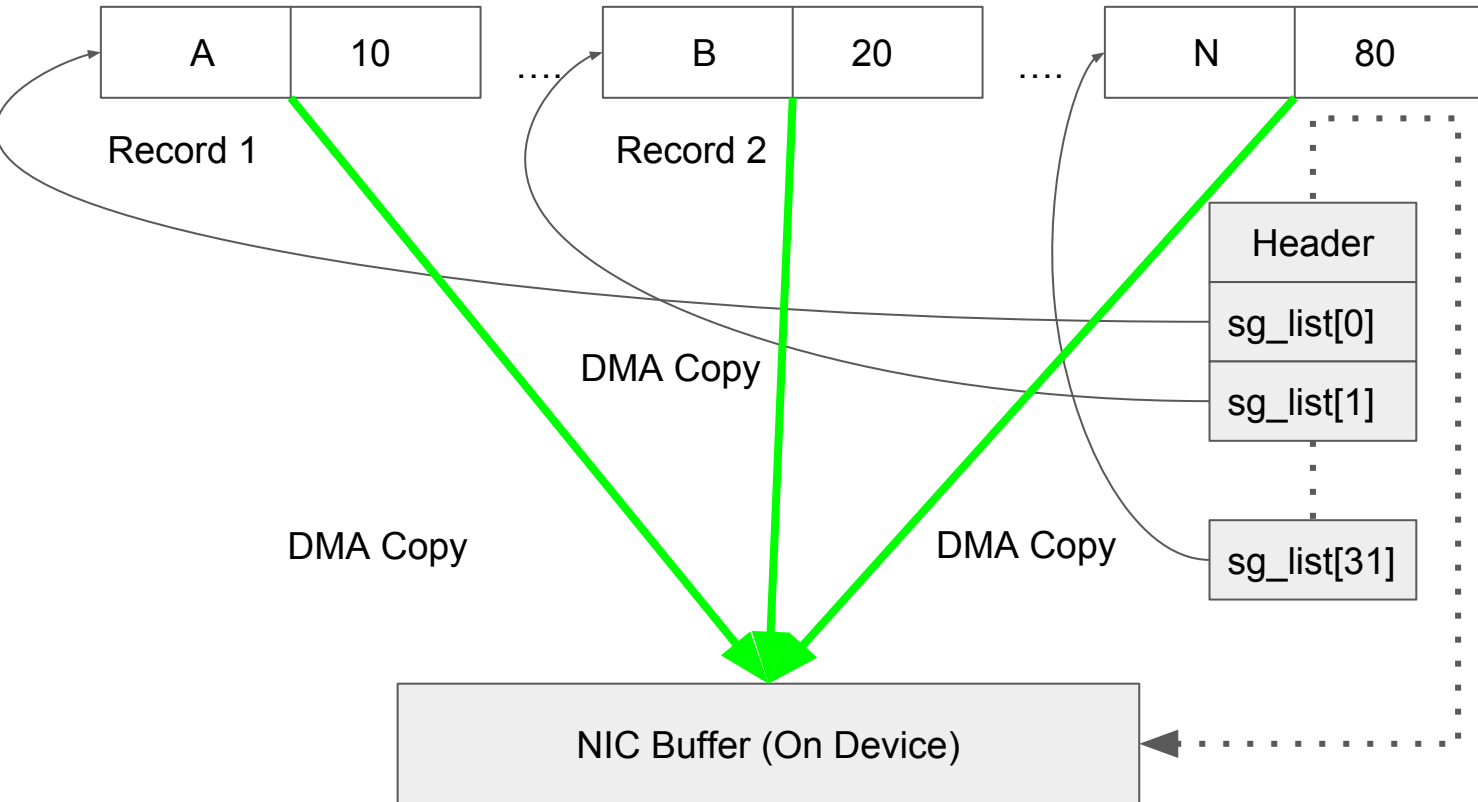 A 10 .... B 20 .... N 80
Record 1
Record 2
Header
sg_list[0]
DMA Copy
sg_list[1]
DMA Copy
DMA Copy
sg_list[31]
NIC Buffer (On Device)